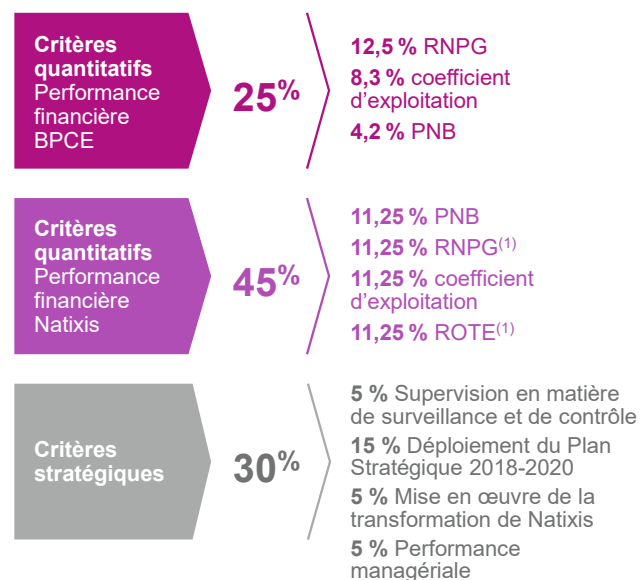 Critères
quantitatifs
Performance
financière
BPCE
25%
12,5 % RNPG
8,3 % coefficient
d'exploitation
4,2 % PNB
Critères
quantitatifs
Performance
financière
Natixis
45%
11,25 % PNB
11,25 % RNPG(1)
11,25 % coefficient
d'exploitation
11,25 % ROTE(1)
Critères
stratégiques
30%
5 % Supervision en matière
de surveillance et de contrôle
15 % Déploiement du Plan
Stratégique 2018-2020
5 % Mise en œuvre de la
transformation de Natixis
5 % Performance
managériale